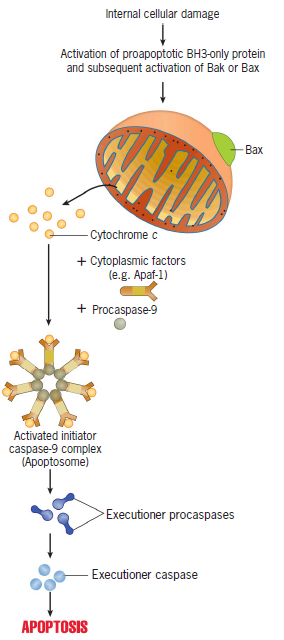 Internal cellular damage
Activation of proapoptotic BH3-only protein
and subsequent activation of Bak or Bax
Bax
Cytochrome c
+ Cytoplasmic factors
(e.g. Apaf-1)
+ Procaspase-9
Activated initiator
caspase-9 complex
(Apoptosome)
Executioner procaspases
Executioner caspase
APOPTOSIS